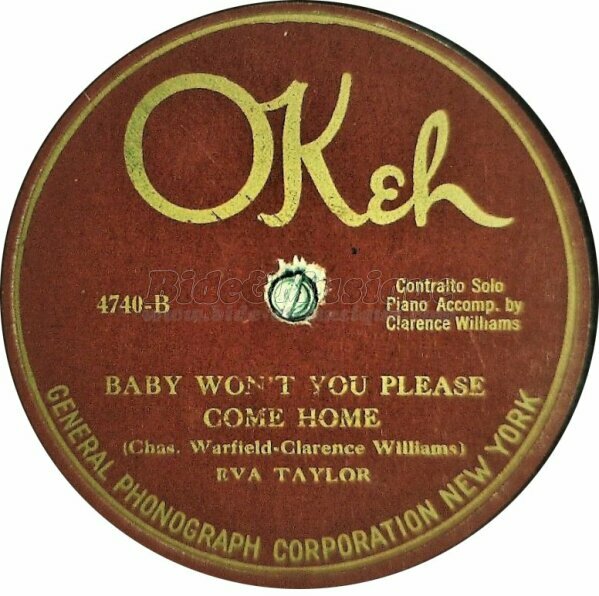 OKeh
4740-B
Contralto Solo
Piano Accomp. by
Clarence Williams
BABY WON'T YOU PLEASE
COME HOME
(Chas. Warfield-Clarence Williams)
EVA TAYLOR
GENERAL PHONOGRAPH CORPORATION NEW YORK